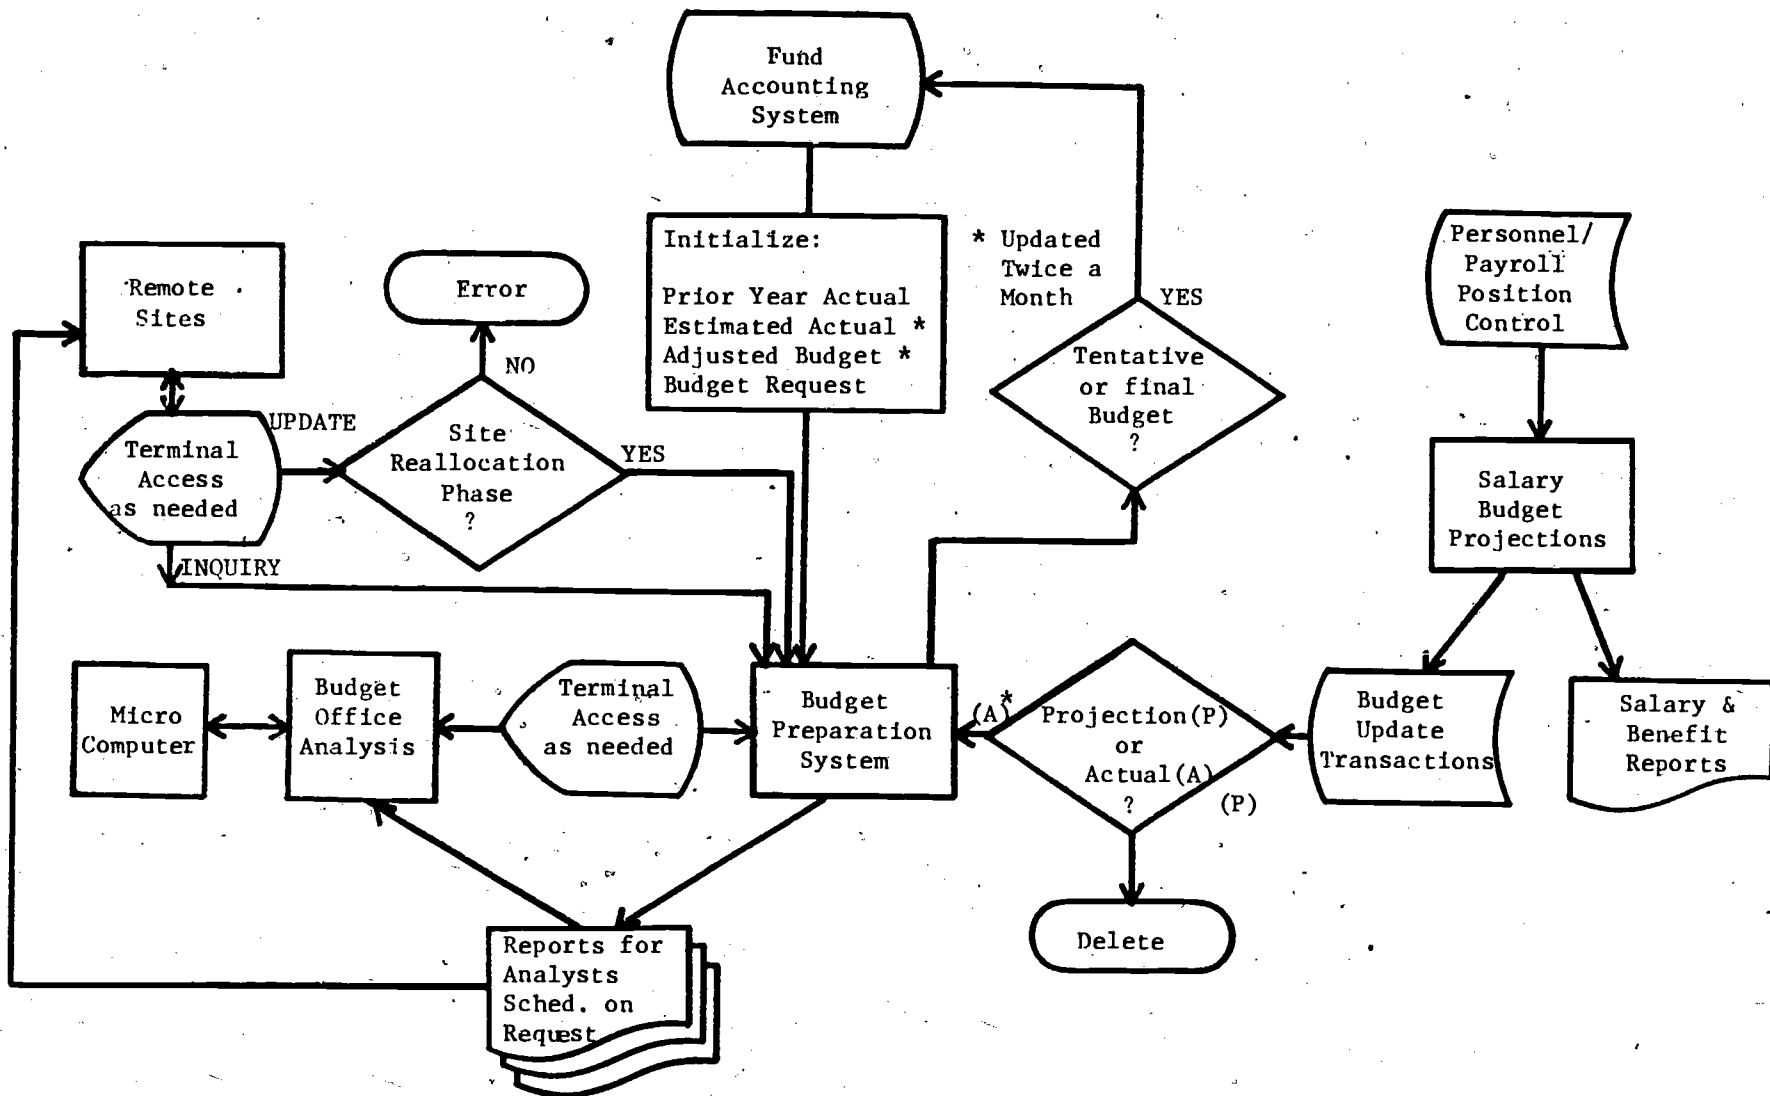 Fund
Accounting
System
Initialize:
Prior Year Actual
Estimated Actual *
Adjusted Budget *
Budget Request
* Updated
Twice a
Month
YES
Tentative
or final
Budget
?
Personnel/
Payroll
Position
Control
Remote
Sites
Error
NO
UPDATE
Terminal
Access
as needed
Site
Reallocation
Phase
?
YES
INQUIRY
Salary
Budget
Projections
Micro
Computer
Budget
Office
Analysis
Terminal
Access
as needed
Budget
Preparation
System
(A)*
Projection(P)
or
Actual(A)
?
(P)
Budget
Update
Transactions
Salary &
Benefit
Reports
Delete
Reports for
Analysts
Sched. on
Request